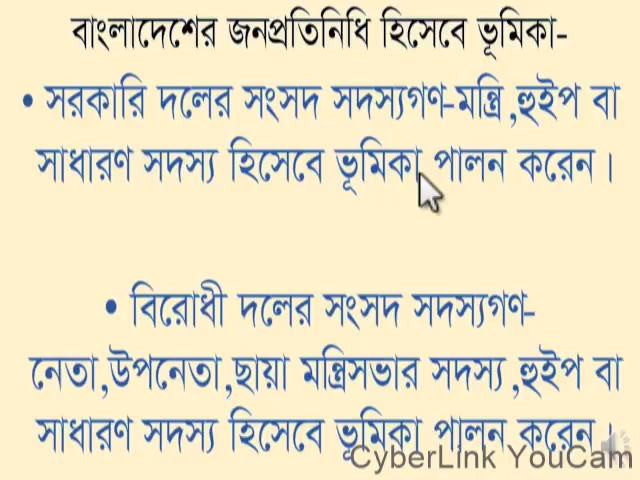 বাংলাদেশের জনপ্রতিনিধি হিসেবে ভূমিকা-
• সরকারি দলের সংসদ সদস্যগণ-মন্ত্রি ,হুইপ বা
সাধারণ সদস্য হিসেবে ভূমিকা পালন করেন।
• বিরোধী দলের সংসদ সদস্যগণ-
নেতা,উপনেতা,ছায়া মন্ত্রিসভার সদস্য ,হুইপ বা
সাধারণ সদস্য হিসেবে ভূমিকা পালন করেন।
CyberLink YouCam